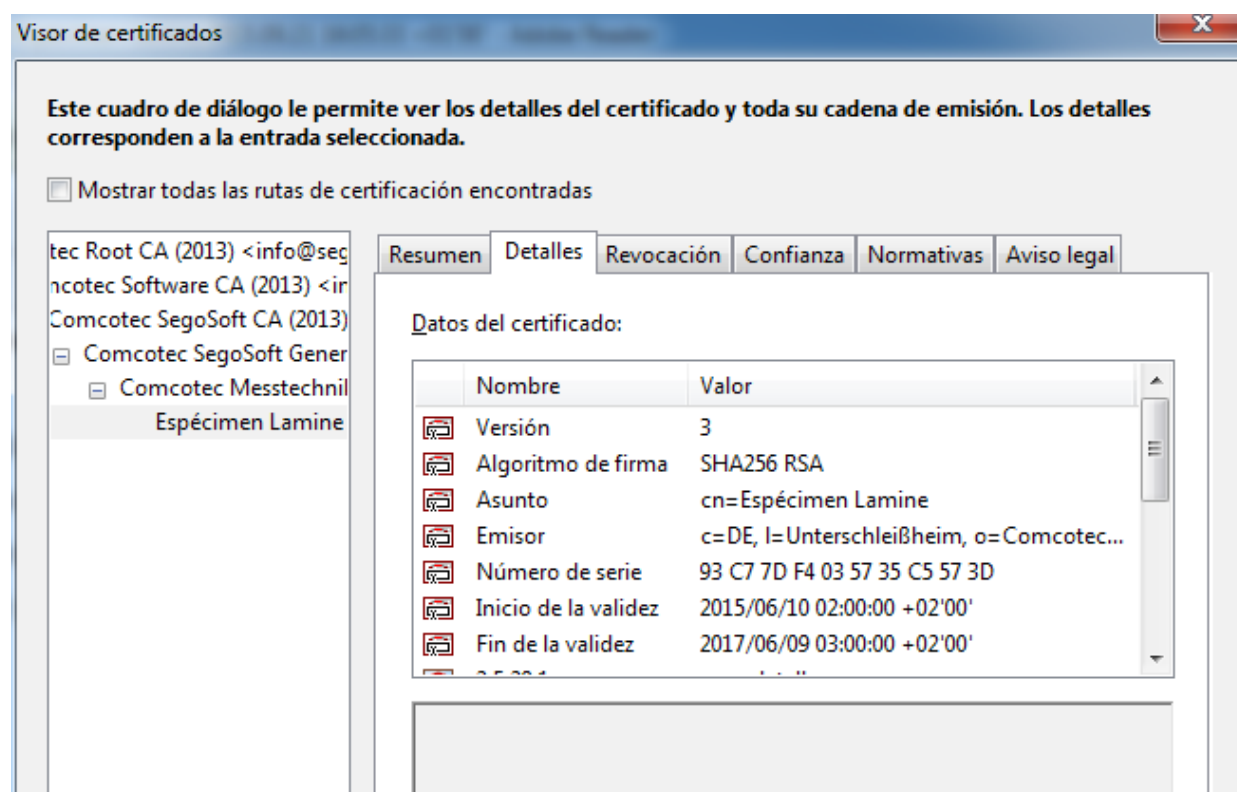 Visor de certificados
Este cuadro de diálogo le permite ver los detalles del certificado y toda su cadena de emisión. Los detalles
corresponden a la entrada seleccionada.
Mostrar todas las rutas de certificación encontradas
tec Root CA (2013) <info@seg
ncotec Software CA (2013) <ir
Comcotec SegoSoft CA (2013)
Comcotec SegoSoft Gener
Comcotec Messtechnil
Espécimen Lamine
Resumen Detalles Revocación Confianza Normativas Aviso legal
Datos del certificado:
Nombre Valor
Versión 3
Algoritmo de firma SHA256 RSA
Asunto cn=Espécimen Lamine
Emisor c=DE, l=Unterschleißheim, o=Comcotec...
Número de serie 93 C7 7D F4 03 57 35 C5 57 3D
Inicio de la validez 2015/06/10 02:00:00 +02'00'
Fin de la validez 2017/06/09 03:00:00 +02'00'